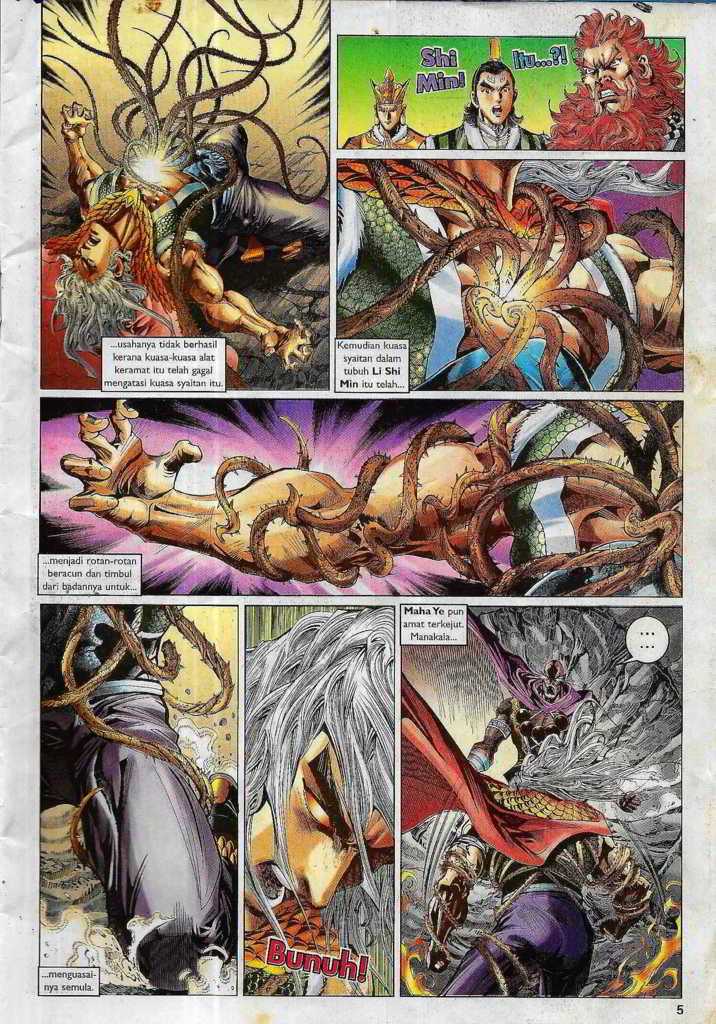 ...usahanya tidak berhasil
kerana kuasa-kuasa alat
keramat itu telah gagal
mengatasi kuasa syaitan itu.
Shi
Min!
Itu...?!
Kemudian kuasa
syaitan dalam
tubuh Li Shi
Min itu telah...
...menjadi rotan-rotan
beracun dan timbul
dari badannya untuk...
...menguasai-
nya semula.
Bunuh!
Maha Ye pun
amat terkejut.
Manakala...
...
...
5